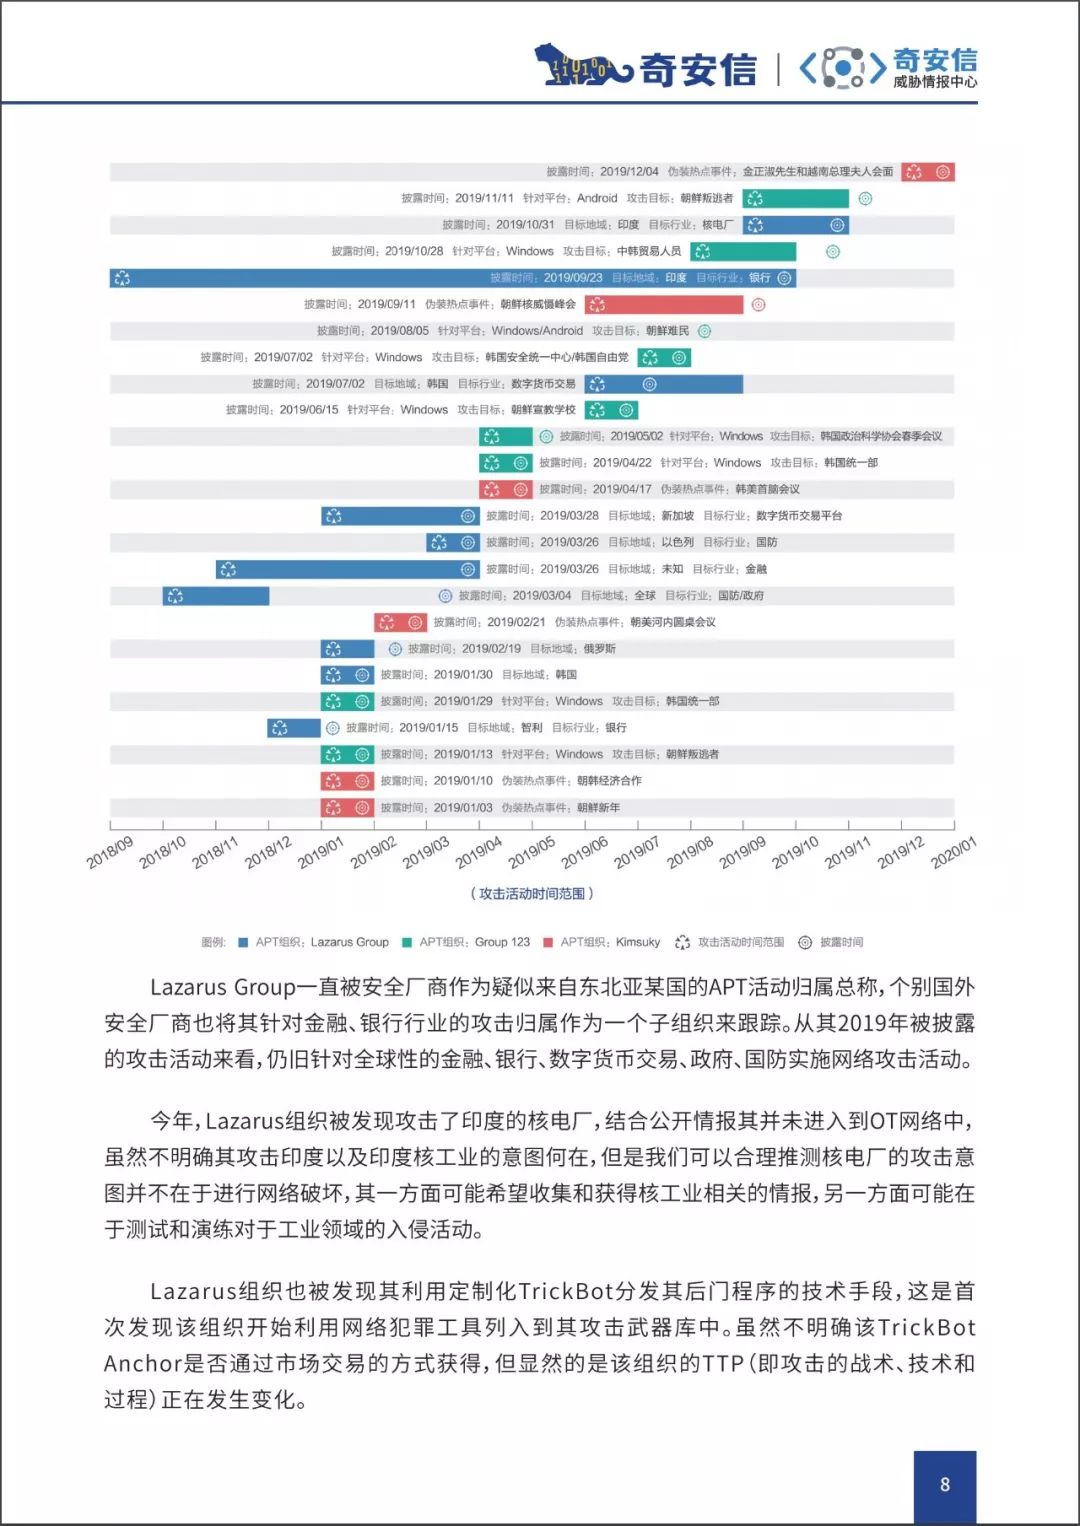 奇安信
奇安信
威胁情报中心
披露时间：2019/12/04 伪装热点事件：金正淑先生和越南总理夫人会面
披露时间：2019/11/11 针对平台：Android 攻击目标：朝鲜叛逃者
披露时间：2019/10/31 目标地域：印度 目标行业：核电厂
披露时间：2019/10/28 针对平台：Windows 攻击目标：中韩贸易人员
披露时间：2019/09/23 目标地域：印度 目标行业：银行
披露时间：2019/09/11 伪装热点事件：朝鲜核威慑峰会
披露时间：2019/08/05 针对平台：Windows/Android 攻击目标：朝鲜难民
披露时间：2019/07/02 针对平台：Windows 攻击目标：韩国安全统一中心/韩国自由党
披露时间：2019/07/02 目标地域：韩国 目标行业：数字货币交易
披露时间：2019/06/15 针对平台：Windows 攻击目标：朝鲜宣教学校
披露时间：2019/05/02 针对平台：Windows 攻击目标：韩国政治科学协会春季会议
披露时间：2019/04/22 针对平台：Windows 攻击目标：韩国统一部
披露时间：2019/04/17 伪装热点事件：韩美首脑会议
披露时间：2019/03/28 目标地域：新加坡 目标行业：数字货币交易平台
披露时间：2019/03/26 目标地域：以色列 目标行业：国防
披露时间：2019/03/26 目标地域：未知 目标行业：金融
披露时间：2019/03/04 目标地域：全球 目标行业：国防/政府
披露时间：2019/02/21 伪装热点事件：朝美河内圆桌会议
披露时间：2019/02/19 目标地域：俄罗斯
披露时间：2019/01/30 目标地域：韩国
披露时间：2019/01/29 针对平台：Windows 攻击目标：韩国统一部
披露时间：2019/01/15 目标地域：智利 目标行业：银行
披露时间：2019/01/13 针对平台：Windows 攻击目标：朝鲜叛逃者
披露时间：2019/01/10 伪装热点事件：朝韩经济合作
披露时间：2019/01/03 伪装热点事件：朝鲜新年
2018/09 2018/10 2018/11 2018/12 2019/01 2019/02 2019/03 2019/04 2019/05 2019/06 2019/07 2019/08 2019/09 2019/10 2019/11 2019/12 2020/01
（攻击活动时间范围）
图例: APT组织：Lazarus Group APT组织：Group 123 APT组织：Kimsuky 攻击活动时间范围 披露时间
Lazarus Group一直被安全厂商作为疑似来自东北亚某国的APT活动归属总称，个别国外
安全厂商也将其针对金融、银行行业的攻击归属作为一个子组织来跟踪。从其2019年被披露
的攻击活动来看，仍旧针对全球性的金融、银行、数字货币交易、政府、国防实施网络攻击活动。
今年，Lazarus组织被发现攻击了印度的核电厂，结合公开情报其并未进入到OT网络中，
虽然不明确其攻击印度以及印度核工业的意图何在，但是我们可以合理推测核电厂的攻击意
图并不在于进行网络破坏，其一方面可能希望收集和获得核工业相关的情报，另一方面可能在
于测试和演练对于工业领域的入侵活动。
Lazarus组织也被发现其利用定制化TrickBot分发其后门程序的技术手段，这是首
次发现该组织开始利用网络犯罪工具列入到其攻击武器库中。虽然不明确该TrickBot
Anchor是否通过市场交易的方式获得，但显然的是该组织的TTP（即攻击的战术、技术和
过程）正在发生变化。
8